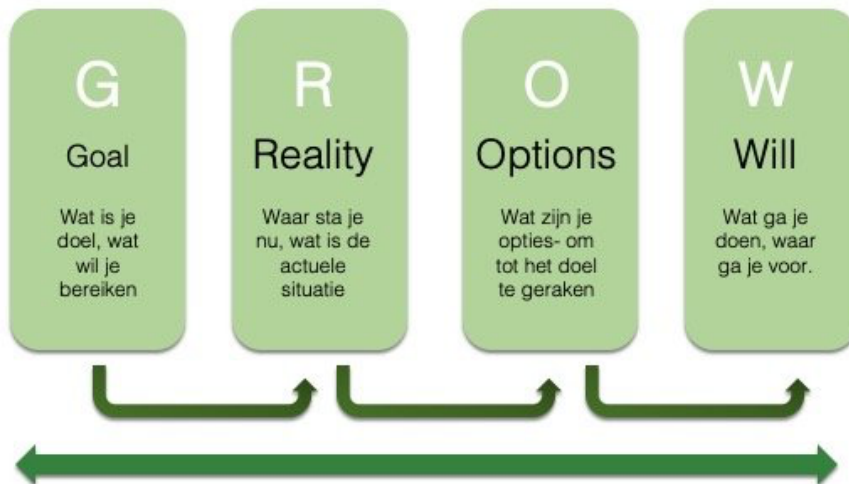 G
Goal
Wat is je
doel, wat
wil je
bereiken
R
Reality
Waar sta je
nu, wat is de
actuele
situatie
O
Options
Wat zijn je
opties- om
tot het doel
te geraken
W
Will
Wat ga je
doen, waar
ga je voor.